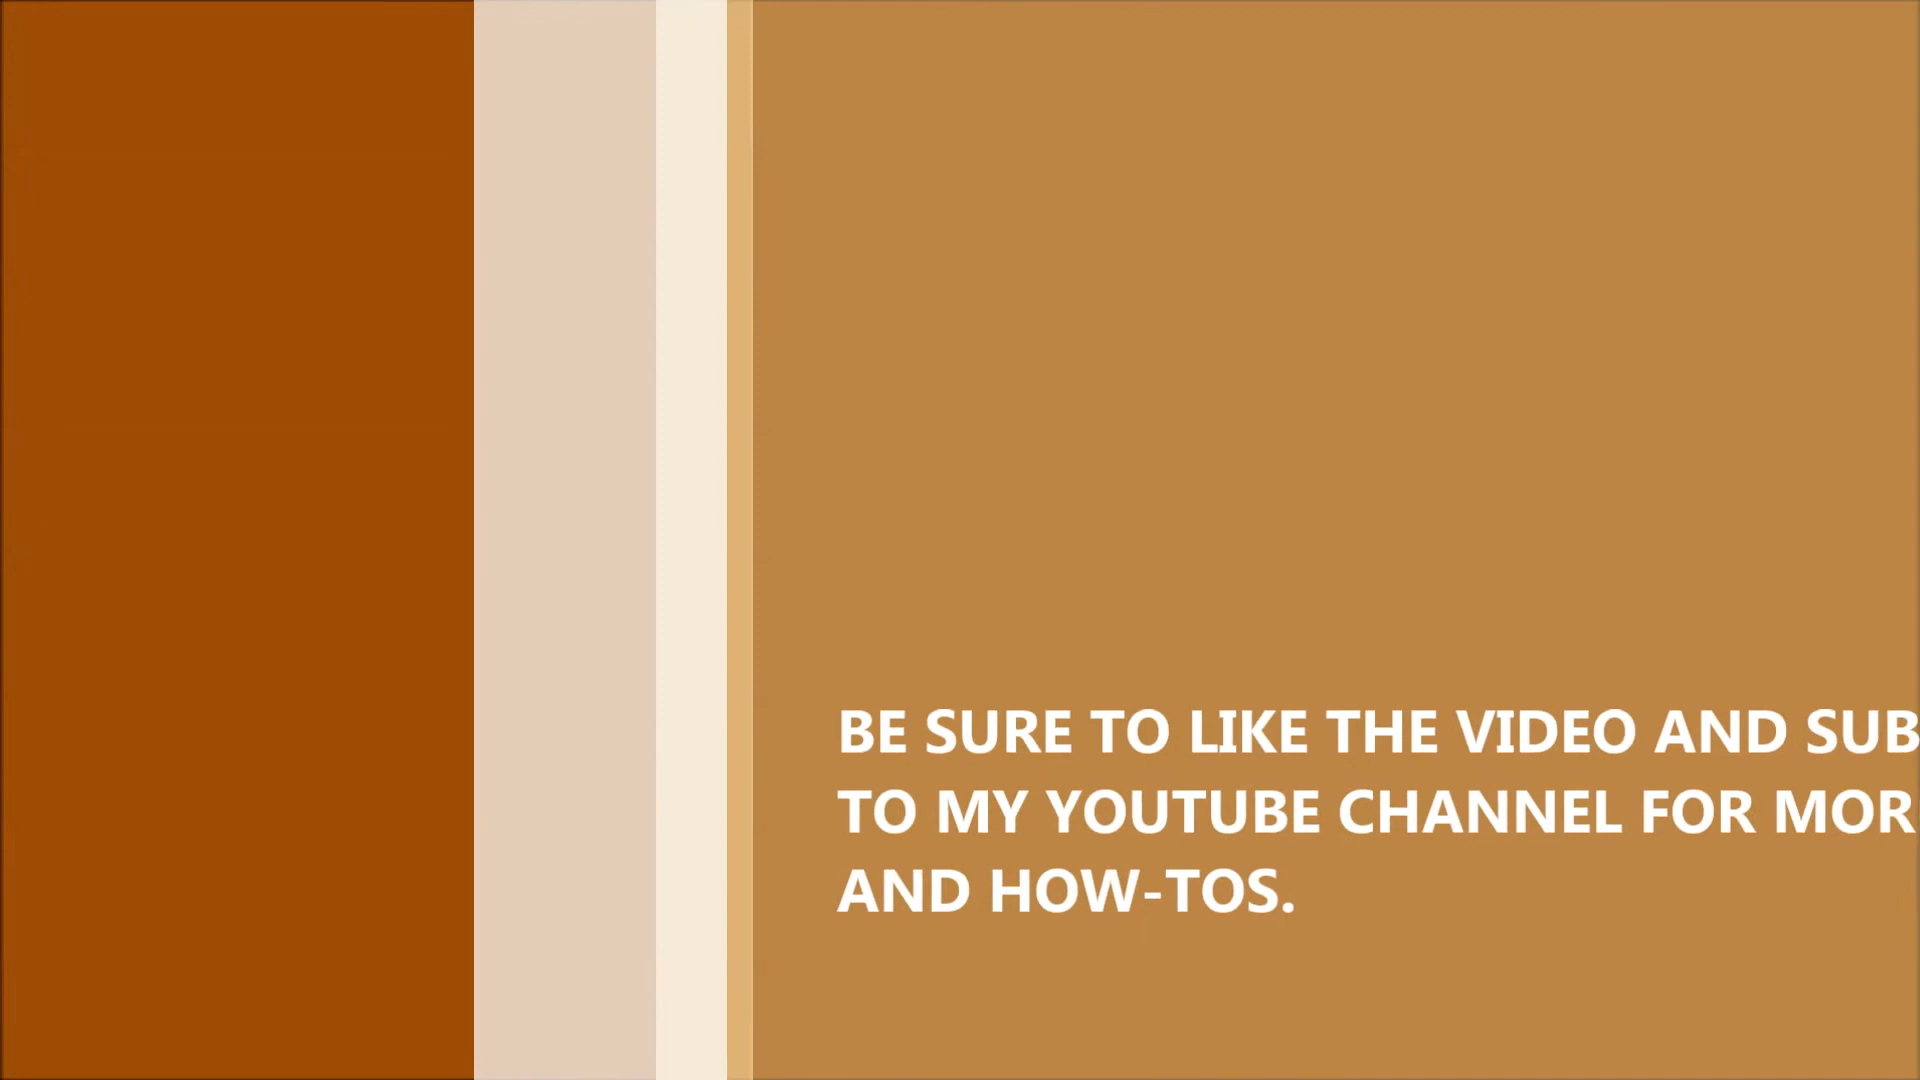 BE SURE TO LIKE THE VIDEO AND SUB
TO MY YOUTUBE CHANNEL FOR MOR
AND HOW-TOS.